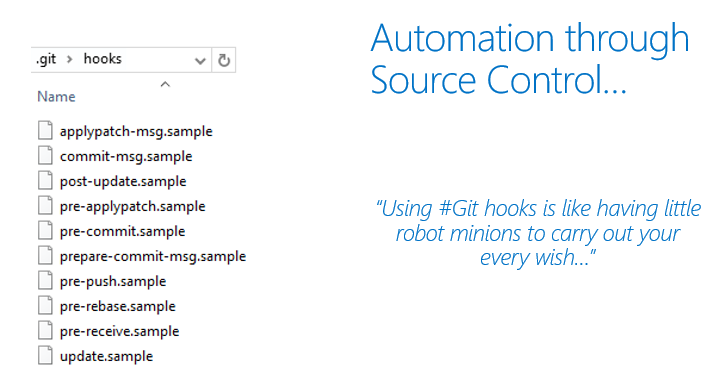 .git > hooks
Name
applypatch-msg.sample
commit-msg.sample
post-update.sample
pre-applypatch.sample
pre-commit.sample
prepare-commit-msg.sample
pre-push.sample
pre-rebase.sample
pre-receive.sample
update.sample
Automation through
Source Control...
“Using #Git hooks is like having little
robot minions to carry out your
every wish...”